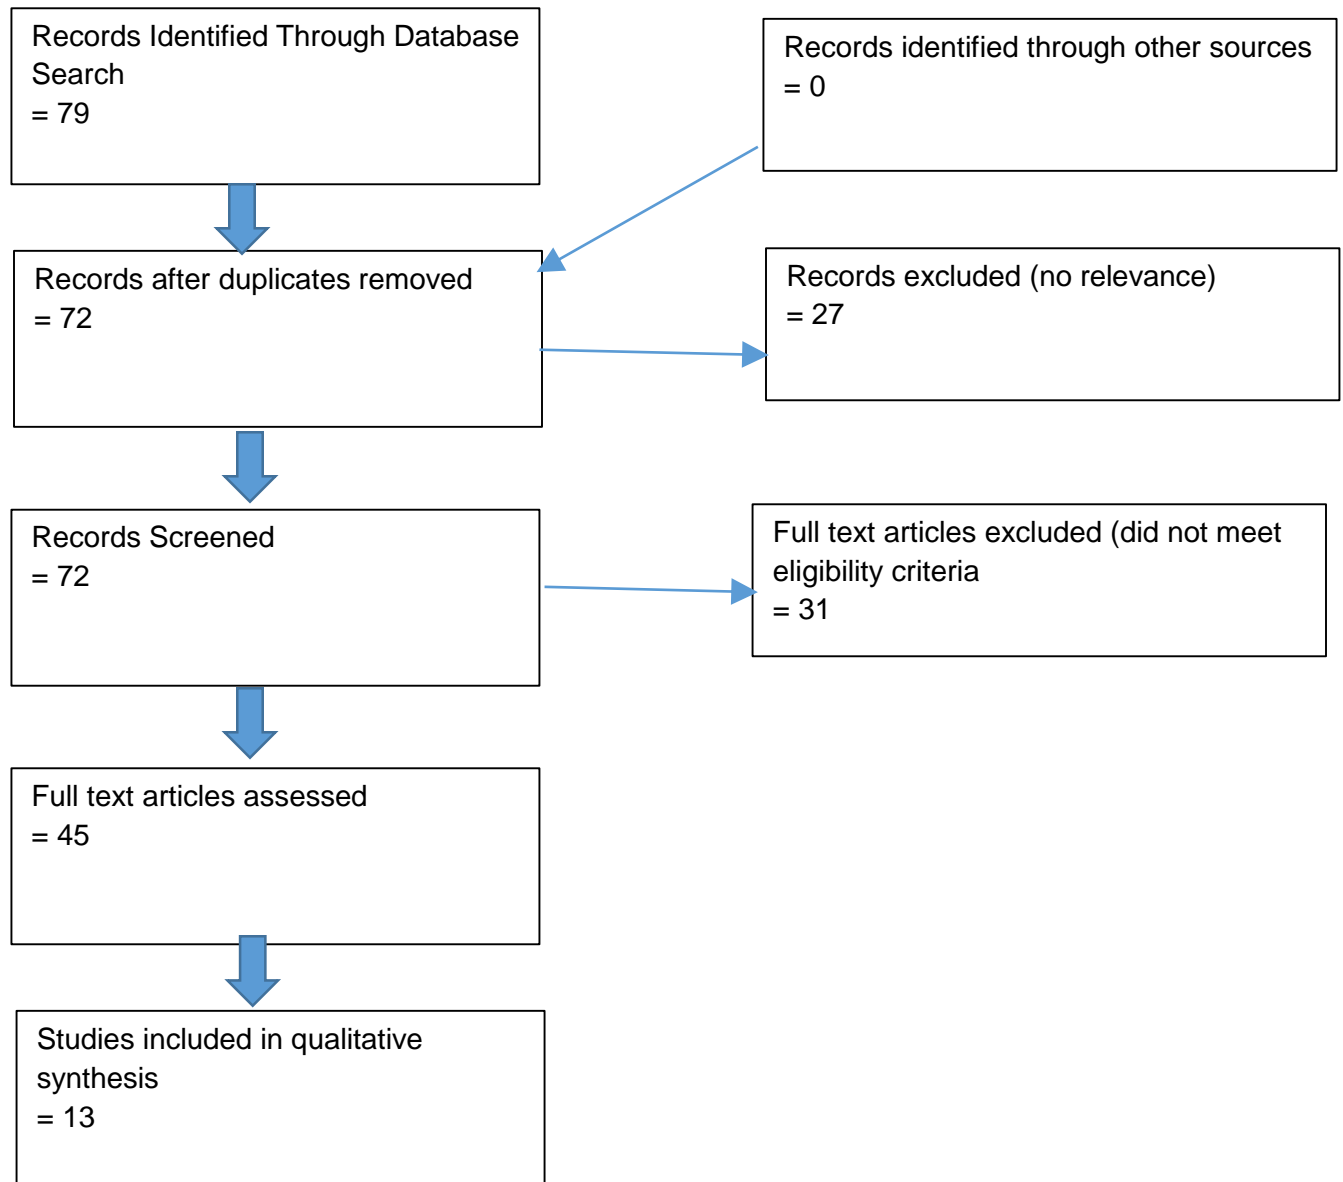 Records Identified Through Database
Search
= 79
Records identified through other sources
= 0
Records after duplicates removed
= 72
Records excluded (no relevance)
= 27
Records Screened
= 72
Full text articles excluded (did not meet
eligibility criteria
= 31
Full text articles assessed
= 45
Studies included in qualitative
synthesis
= 13